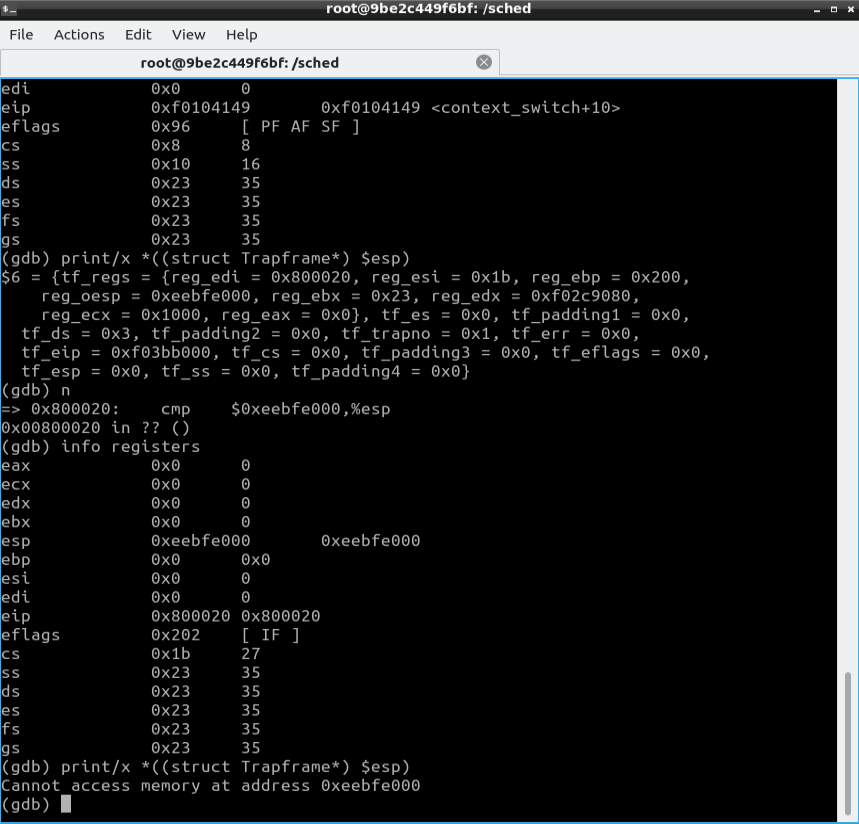 root@9be2c449f6bf: /sched
File Actions Edit View Help
root@9be2c449f6bf: /sched
edi 0x0 0
eip 0xf0104149 0xf0104149 <context_switch+10>
eflags 0x96 [ PF AF SF ]
cs 0x8 8
ss 0x10 16
ds 0x23 35
es 0x23 35
fs 0x23 35
gs 0x23 35
(gdb) print/x *((struct Trapframe*) $esp)
$6 = {tf_regs = {reg_edi = 0x800020, reg_esi = 0x1b, reg_ebp = 0x200,
reg_oesp = 0xeebfe000, reg_ebx = 0x23, reg_edx = 0xf02c9080,
reg_ecx = 0x1000, reg_eax = 0x0}, tf_es = 0x0, tf_padding1 = 0x0,
tf_ds = 0x3, tf_padding2 = 0x0, tf_trapno = 0x1, tf_err = 0x0,
tf_eip = 0xf03bb000, tf_cs = 0x0, tf_padding3 = 0x0, tf_eflags = 0x0,
tf_esp = 0x0, tf_ss = 0x0, tf_padding4 = 0x0}
(gdb) n
=> 0x800020: cmp $0xeebfe000,%esp
0x00800020 in ?? ()
(gdb) info registers
eax 0x0 0
ecx 0x0 0
edx 0x0 0
ebx 0x0 0
esp 0xeebfe000 0xeebfe000
ebp 0x0 0x0
esi 0x0 0
edi 0x0 0
eip 0x800020 0x800020
eflags 0x202 [ IF ]
cs 0x1b 27
ss 0x23 35
ds 0x23 35
es 0x23 35
fs 0x23 35
gs 0x23 35
(gdb) print/x *((struct Trapframe*) $esp)
Cannot access memory at address 0xeebfe000
(gdb)